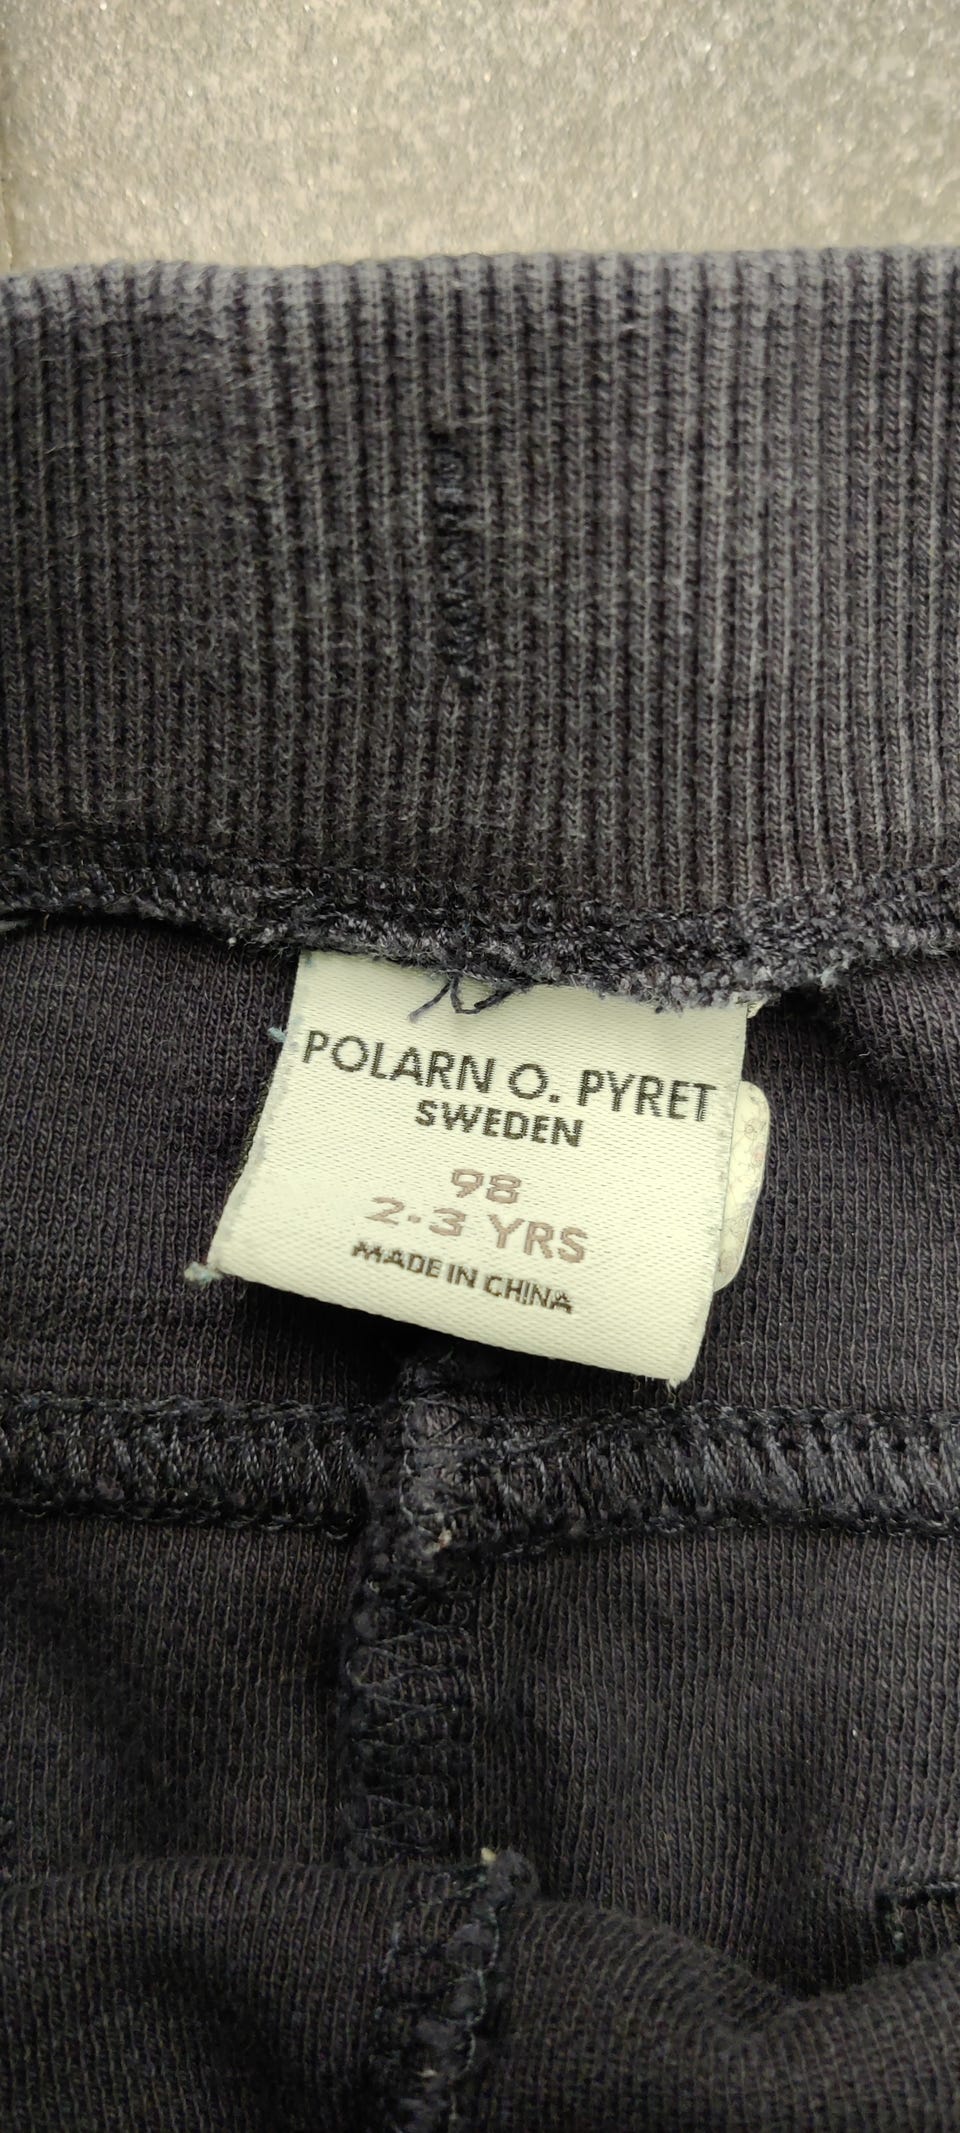 POLARN O. PYRET
SWEDEN
98
2-3 YRS
MADE IN CHINA